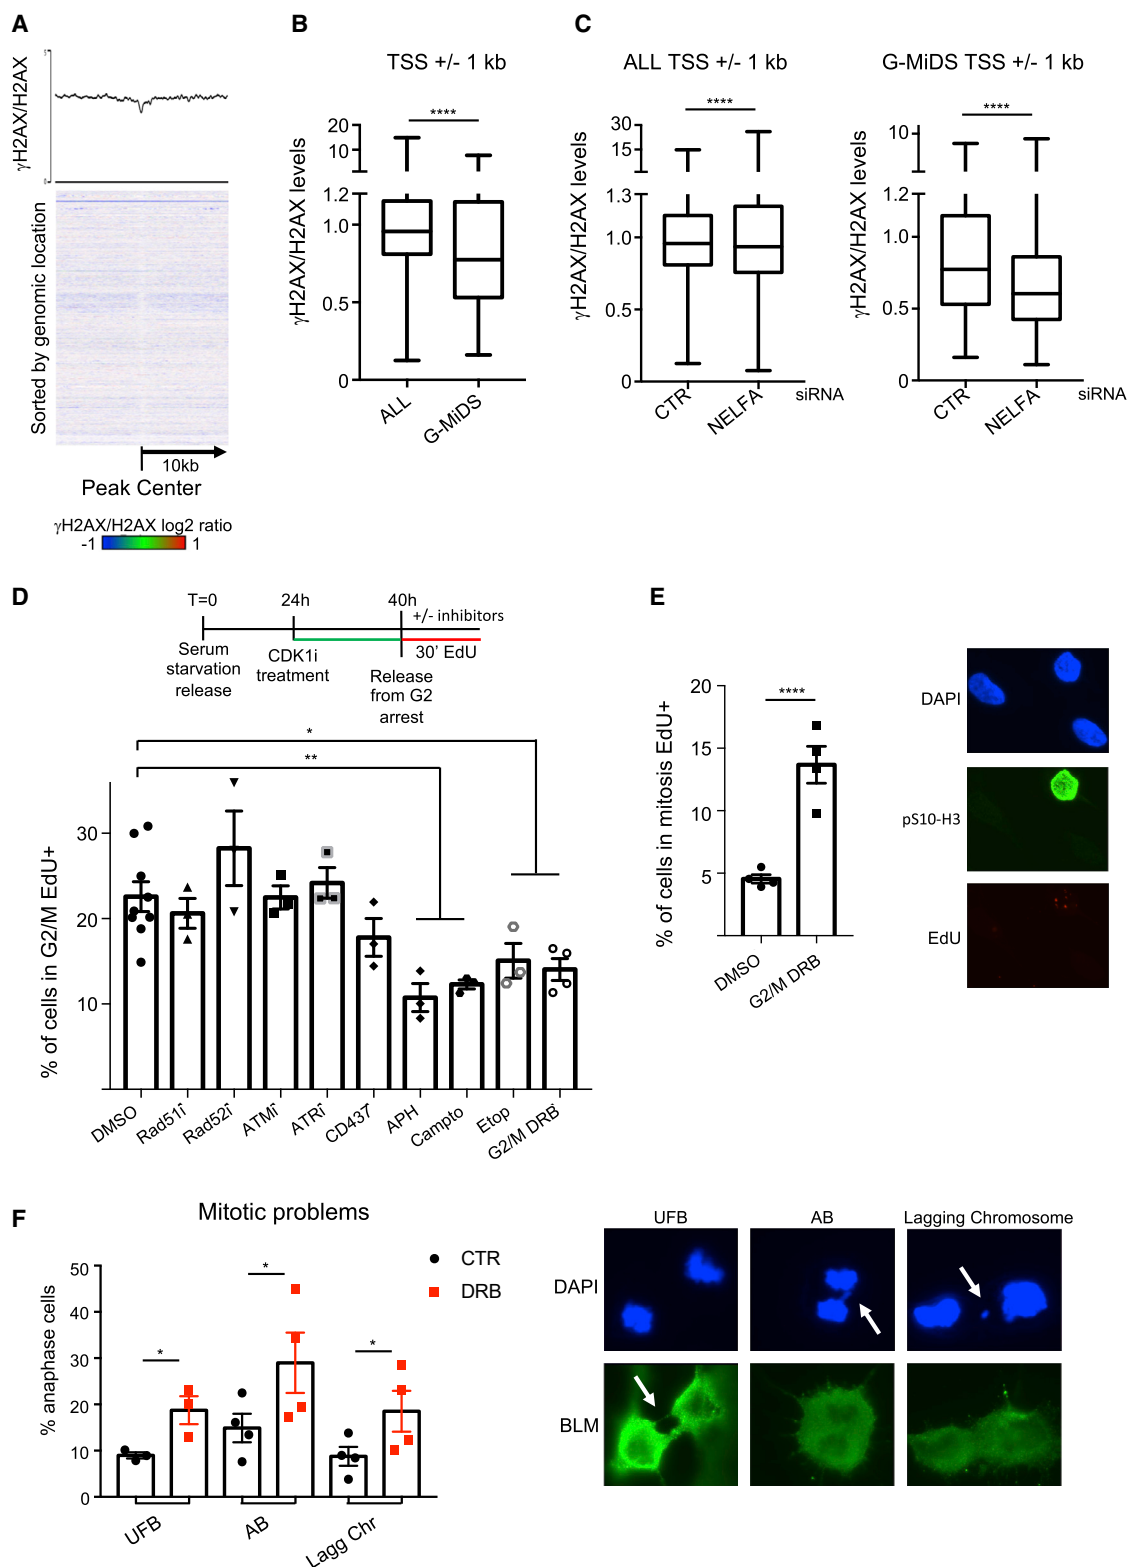 A
γH2AX/H2AX
Sorted by genomic location
10kb
Peak Center
γH2AX/H2AX log2 ratio
-1
1
B
TSS +/- 1 kb
****
γH2AX/H2AX levels
20
10
1.2
1.0
0.5
0
ALL
G-MiDS
C
ALL TSS +/- 1 kb
****
γH2AX/H2AX levels
30
15
1.3
1.0
0.5
0
CTR
NELFA
siRNA
G-MiDS TSS +/- 1 kb
****
γH2AX/H2AX levels
10
1.2
1.0
0.5
0
CTR
NELFA
siRNA
D
T=0
24h
40h
+/- inhibitors
Serum
starvation
release
CDK1i
treatment
30' EdU
Release
from G2
arrest
*
**
% of cells in G2/M EdU+
30
20
10
DMSO
Rad51i
Rad52i
ATMi
ATRi
CD437
APH
Campto
Etop
G2/M DRB
E
****
% of cells in mitosis EdU+
20
15
10
5
DMSO
G2/M DRB
DAPI
pS10-H3
EdU
F
Mitotic problems
CTR
DRB
% anaphase cells
50
40
30
20
10
0
*
*
*
UFB
AB
Lagg Chr
UFB
AB
Lagging Chromosome
DAPI
BLM